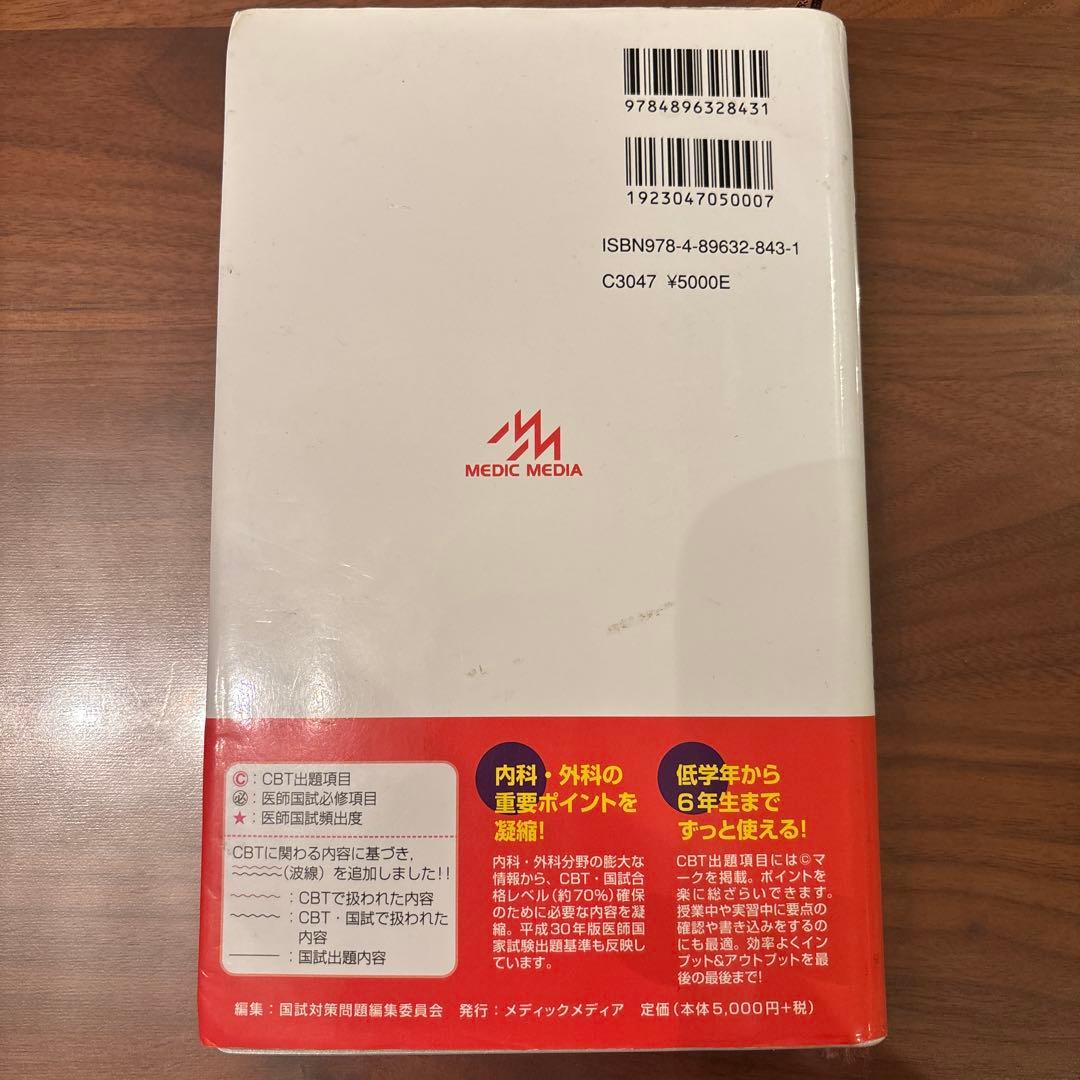 9784896328431
1923047050007
ISBN978-4-89632-843-1
C3047 ¥5000E
MEDIC MEDIA
Ⓒ：CBT出題項目
㊙：医師国試必修項目
★：医師国試頻出度
CBTに関わる内容に基づき，
（波線）を追加しました!!
：CBTで扱われた内容
：CBT・国試で扱われた
内容
：国試出題内容
内科・外科の
重要ポイントを
凝縮!
内科・外科分野の膨大な
情報から、CBT・国試合
格レベル（約70%）確保
のために必要な内容を凝
縮。平成30年版医師国
家試験出題基準も反映し
ています。
低学年から
6年生まで
ずっと使える!
CBT出題項目にはⒸマ
ークを掲載。ポイントを
楽に総ざらいできます。
授業中や実習中に要点の
確認や書き込みをするの
にも最適。効率よくイン
プット&アウトプットを最
後の最後まで!
編集：国試対策問題編集委員会　発行：メディックメディア　定価（本体5,000円+税）